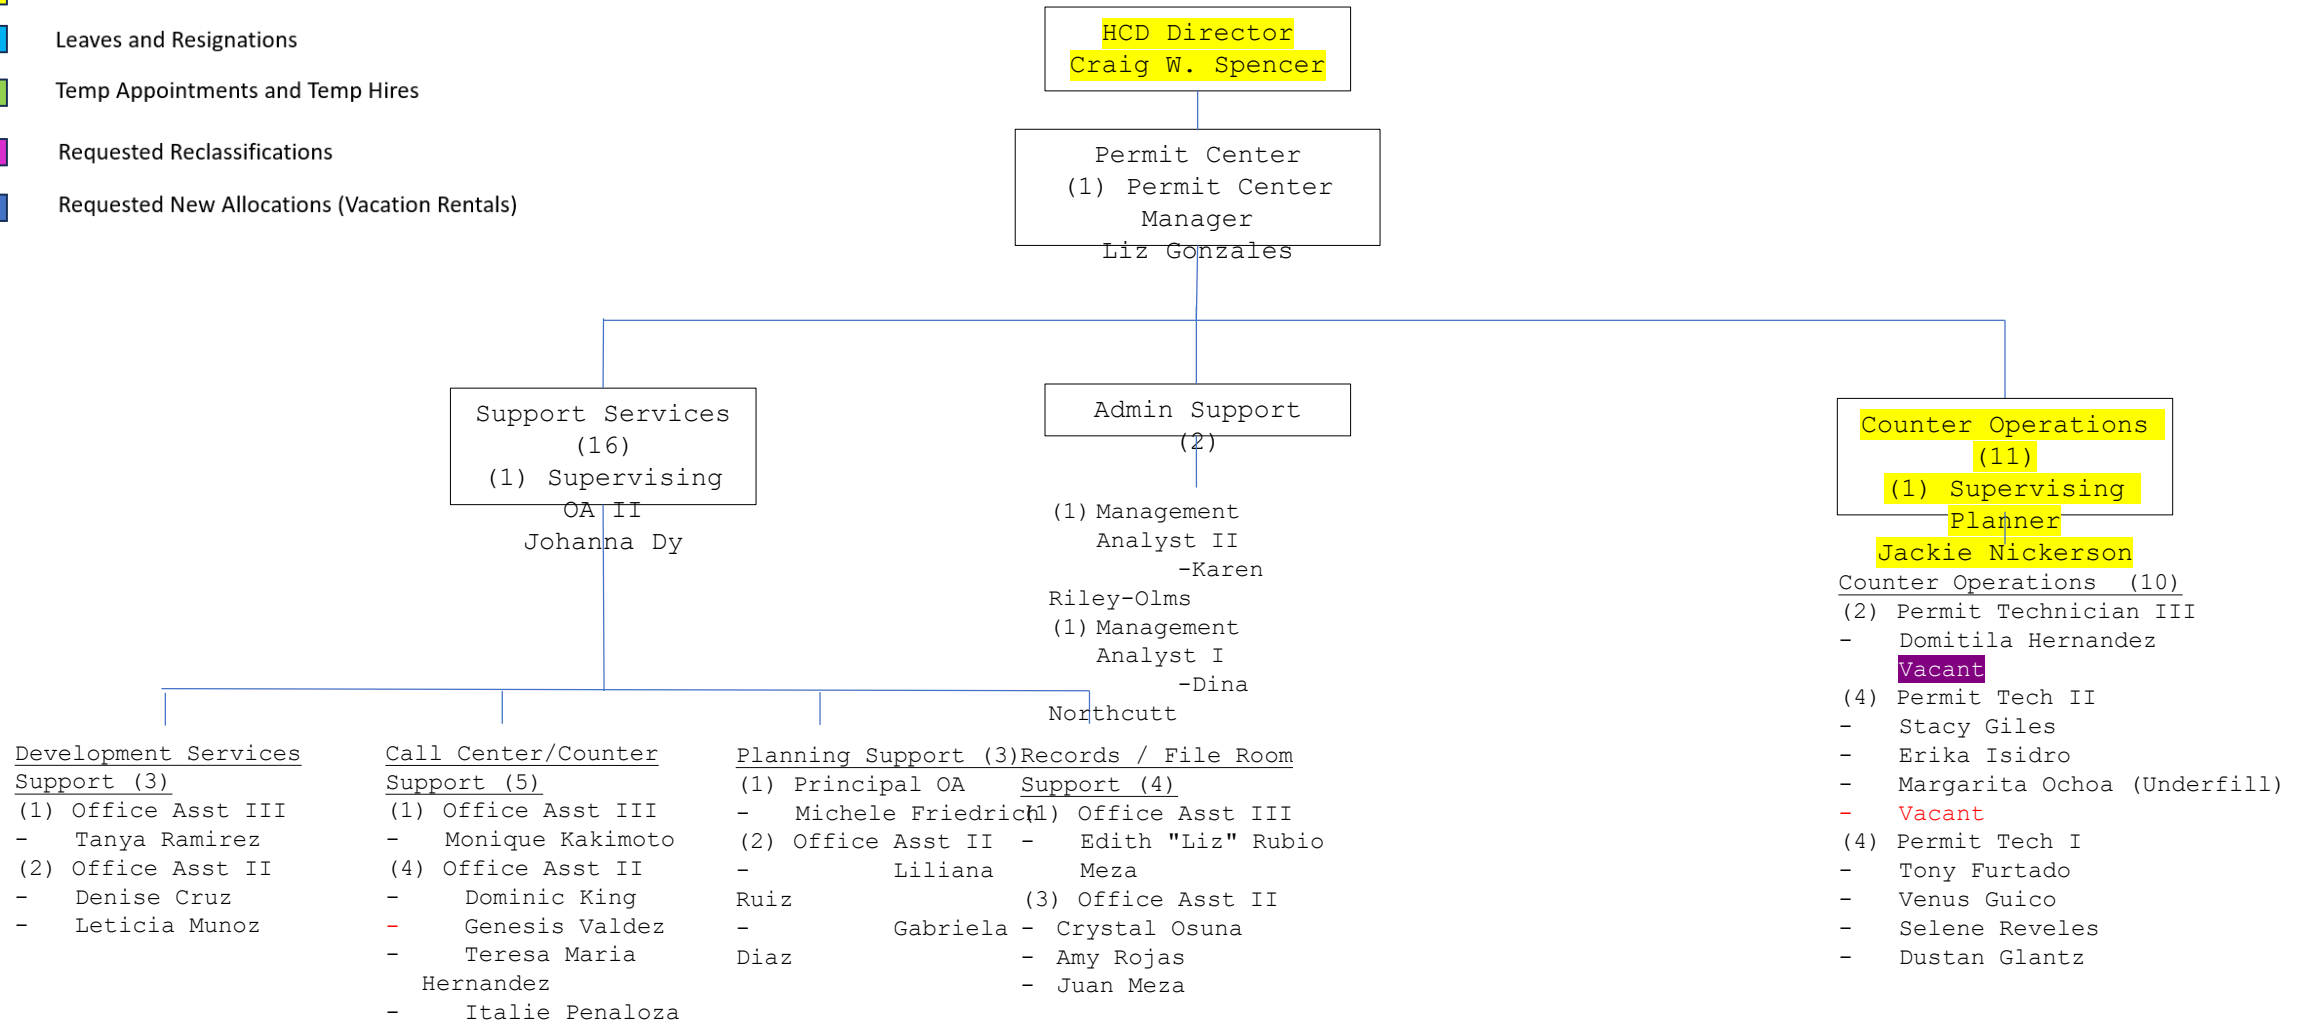 Leaves and Resignations
Temp Appointments and Temp Hires
Requested Reclassifications
Requested New Allocations (Vacation Rentals)
HCD Director
Craig W. Spencer
Permit Center
(1) Permit Center
Manager
Liz Gonzales
Support Services
(16)
(1) Supervising
OA II
Johanna Dy
Admin Support
(2)
(1) Management
Analyst II
-Karen
Riley-Olms
(1) Management
Analyst I
-Dina
Northcutt
Counter Operations
(11)
(1) Supervising
Planner
Jackie Nickerson
Counter Operations (10)
(2) Permit Technician III
- Domitila Hernandez
Vacant
(4) Permit Tech II
- Stacy Giles
- Erika Isidro
- Margarita Ochoa (Underfill)
- Vacant
(4) Permit Tech I
- Tony Furtado
- Venus Guico
- Selene Reveles
- Dustan Glantz
Development Services
Support (3)
(1) Office Asst III
- Tanya Ramirez
(2) Office Asst II
- Denise Cruz
- Leticia Munoz
Call Center/Counter
Support (5)
(1) Office Asst III
- Monique Kakimoto
(4) Office Asst II
- Dominic King
- Genesis Valdez
- Teresa Maria
Hernandez
- Italie Penaloza
Planning Support (3)
(1) Principal OA
- Michele Friedrich
(2) Office Asst II
- Liliana
Ruiz
- Gabriela
Diaz
Records / File Room
Support (4)
(1) Office Asst III
- Edith "Liz" Rubio
Meza
(3) Office Asst II
- Crystal Osuna
- Amy Rojas
- Juan Meza